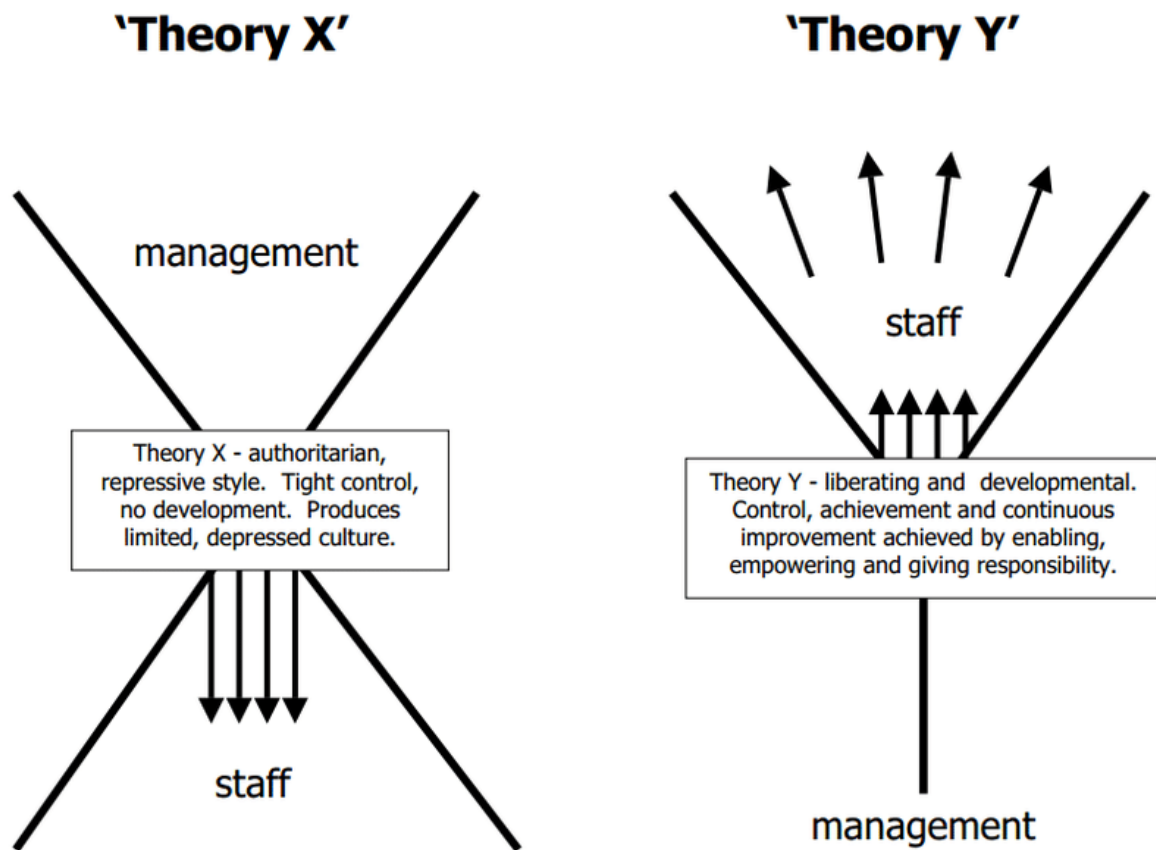 ‘Theory X’
management
Theory X - authoritarian,
repressive style. Tight control,
no development. Produces
limited, depressed culture.
staff
‘Theory Y’
staff
Theory Y - liberating and developmental.
Control, achievement and continuous
improvement achieved by enabling,
empowering and giving responsibility.
management